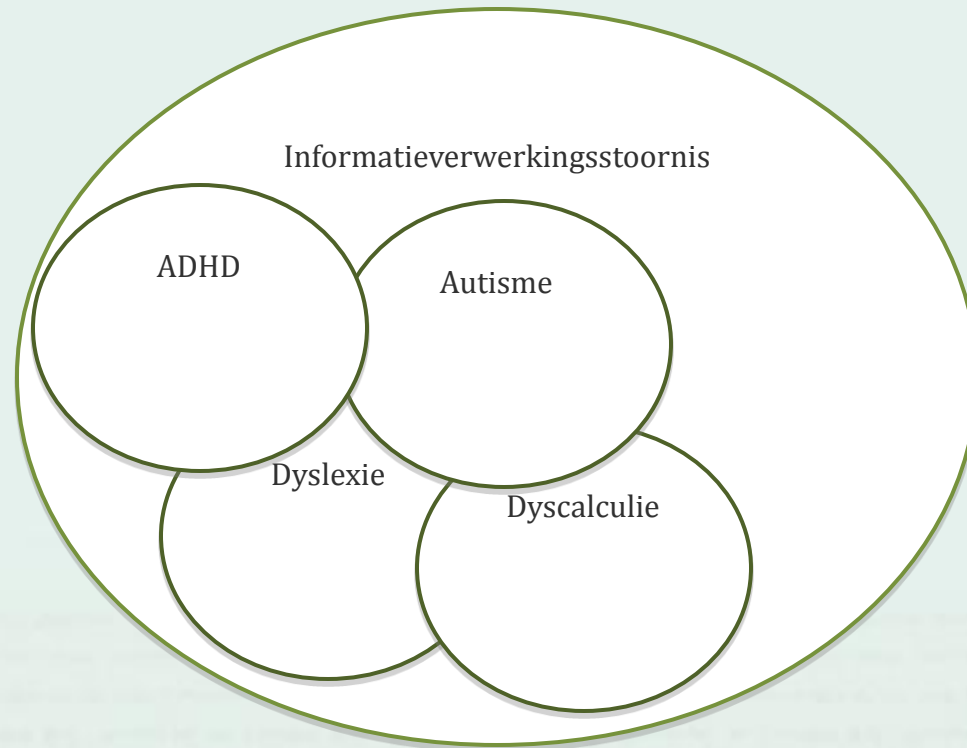 Informatieverwerkingsstoornis
ADHD
Autisme
Dyslexie
Dyscalculie